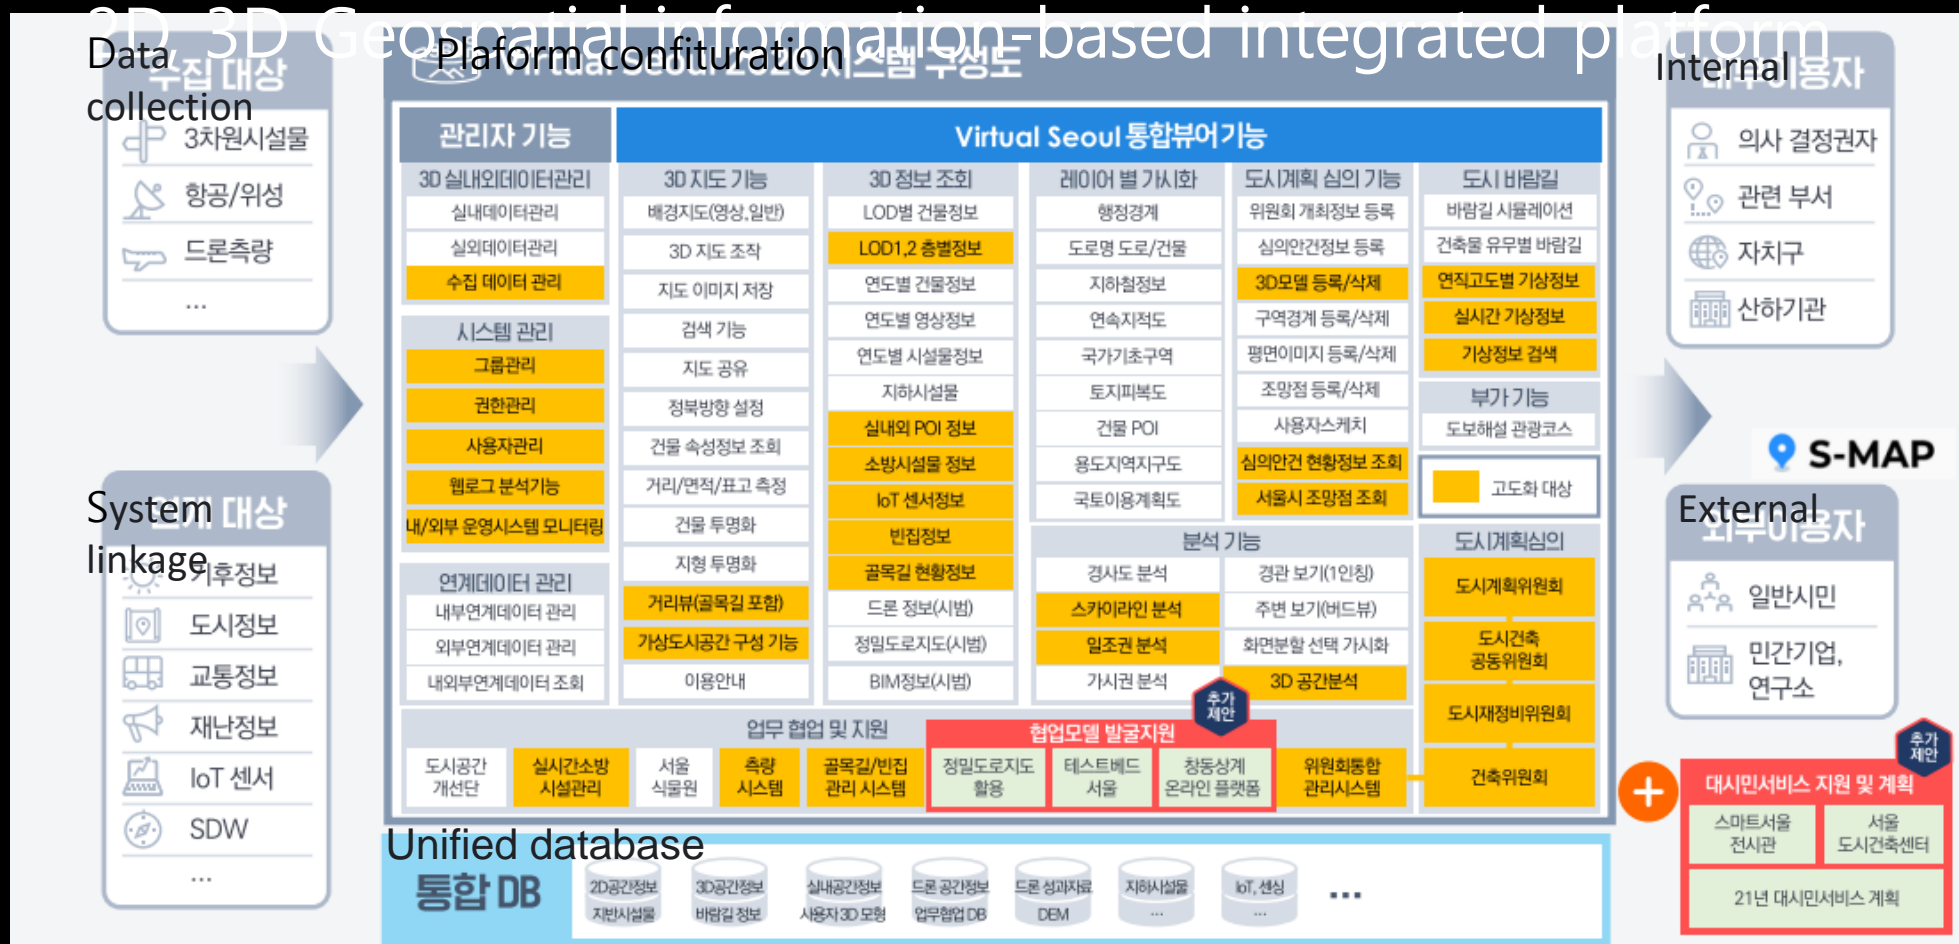 2D, 3D Geospatial information-based integrated platform
Data
collection
수집 대상
3차원시설물
항공/위성
드론측량
...
System
linkage
연계 대상
기후정보
도시정보
교통정보
재난정보
IoT 센서
SDW
...
Plaform confituration
Virtual Seoul 2020 시스템 구성도
관리자 기능
3D 실내외데이터관리
실내데이터관리
실외데이터관리
수집 데이터 관리
시스템 관리
그룹관리
권한관리
사용자관리
웹로그 분석기능
내/외부 운영시스템 모니터링
연계데이터 관리
내부연계데이터 관리
외부연계데이터 관리
내외부연계데이터 조회
Virtual Seoul 통합뷰어기능
3D 지도 기능
배경지도(영상,일반)
3D 지도 조작
지도 이미지 저장
검색 기능
지도 공유
정북방향 설정
건물 속성정보 조회
거리/면적/표고 측정
건물 투명화
지형 투명화
거리뷰(골목길 포함)
가상도시공간 구성 기능
이용안내
3D 정보 조회
LOD별 건물정보
LOD1,2 층별정보
연도별 건물정보
연도별 영상정보
연도별 시설물정보
지하시설물
실내외 POI 정보
소방시설물 정보
IoT 센서정보
빈집정보
골목길 현황정보
드론 정보(시범)
정밀도로지도(시범)
BIM정보(시범)
레이어 별 가시화
행정경계
도로명 도로/건물
지하철정보
연속지적도
국가기초구역
토지피복도
건물 POI
용도지역지구도
국토이용계획도
도시계획 심의 기능
위원회 개최정보 등록
심의안건정보 등록
3D모델 등록/삭제
구역경계 등록/삭제
평면이미지 등록/삭제
조망점 등록/삭제
사용자스케치
심의안건 현황정보 조회
서울시 조망점 조회
도시 바람길
바람길 시뮬레이션
건축물 유무별 바람길
연직고도별 기상정보
실시간 기상정보
기상정보 검색
부가 기능
도보해설 관광코스
고도화 대상
분석 기능
경사도 분석
스카이라인 분석
일조권 분석
가시권 분석
경관 보기(1인칭)
주변 보기(버드뷰)
화면분할 선택 가시화
3D 공간분석
도시계획심의
도시계획위원회
도시건축
공동위원회
도시재정비위원회
건축위원회
업무 협업 및 지원
도시공간
개선단
실시간소방
시설관리
서울
식물원
측량
시스템
골목길/빈집
관리 시스템
협업모델 발굴지원
추가
제안
정밀도로지도
활용
테스트베드
서울
창동상계
온라인 플랫폼
위원회통합
관리시스템
Unified database
통합 DB
2D공간정보
지반시설물
3D공간정보
바람길 정보
실내공간정보
사용자 3D 모형
드론 공간정보
업무협업 DB
드론 성과자료
DEM
지하시설물
...
IoT, 센싱
...
...
Internal
내부이용자
의사 결정권자
관련 부서
자치구
산하기관
S-MAP
External
외부이용자
일반시민
민간기업,
연구소
추가
제안
+
대시민서비스 지원 및 계획
스마트서울
전시관
서울
도시건축센터
21년 대시민서비스 계획